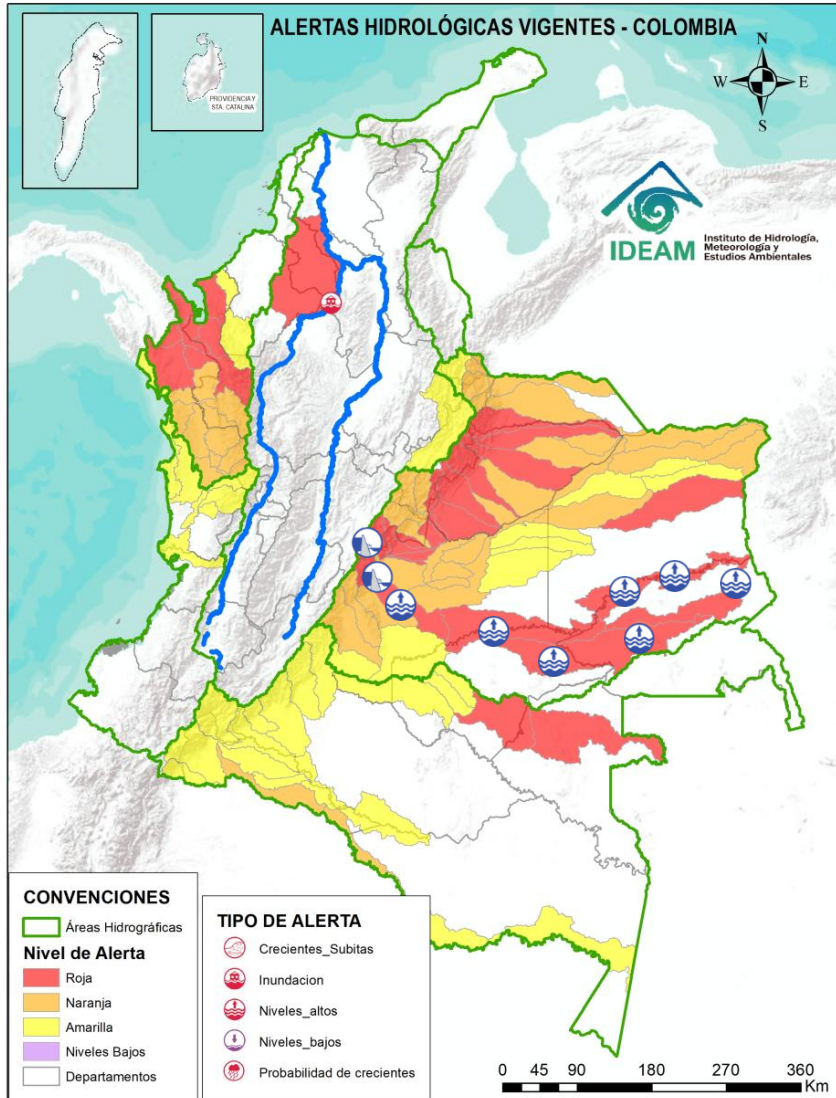 ALERTAS HIDROLÓGICAS VIGENTES - COLOMBIA
PROVIDENCIA Y
STA. CATALINA
N
W
E
S
IDEAM
Instituto de Hidrología,
Meteorología y
Estudios Ambientales
CONVENCIONES
Áreas Hidrográficas
Nivel de Alerta
Roja
Naranja
Amarilla
Niveles Bajos
Departamentos
TIPO DE ALERTA
Crecientes_Subitas
Inundacion
Niveles_altos
Niveles_bajos
Probabilidad de crecientes
0 45 90 180 270 360
Km